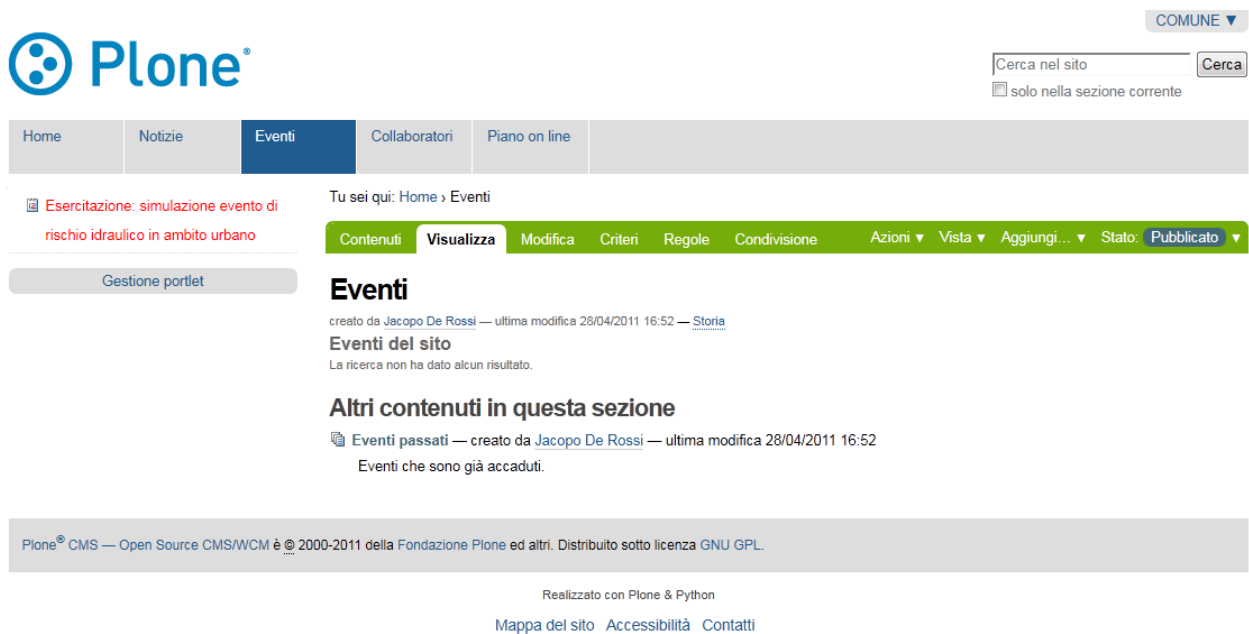 COMUNE ▼
Plone®
Cerca nel sito Cerca
solo nella sezione corrente
Home Notizie Eventi Collaboratori Piano on line
Esercitazione: simulazione evento di
rischio idraulico in ambito urbano
Gestione portlet
Tu sei qui: Home › Eventi
Contenuti Visualizza Modifica Criteri Regole Condivisione Azioni ▼ Vista ▼ Aggiungi... ▼ Stato: Pubblicato ▼
Eventi
creato da Jacopo De Rossi — ultima modifica 28/04/2011 16:52 — Storia
Eventi del sito
La ricerca non ha dato alcun risultato.
Altri contenuti in questa sezione
Eventi passati — creato da Jacopo De Rossi — ultima modifica 28/04/2011 16:52
Eventi che sono già accaduti.
Plone® CMS — Open Source CMS/WCM è © 2000-2011 della Fondazione Plone ed altri. Distribuito sotto licenza GNU GPL.
Realizzato con Plone & Python
Mappa del sito Accessibilità Contatti